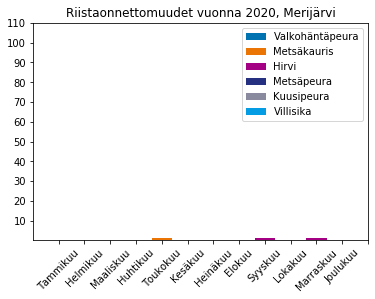 Riistaonnettomuudet vuonna 2020, Merijärvi
110
100
90
80
70
60
50
40
30
20
10
Valkohäntäpeura
Metsäkauris
Hirvi
Metsäpeura
Kuusipeura
Villisika
Tammikuu
Helmikuu
Maaliskuu
Huhtikuu
Toukokuu
Kesäkuu
Heinäkuu
Elokuu
Syyskuu
Lokakuu
Marraskuu
Joulukuu